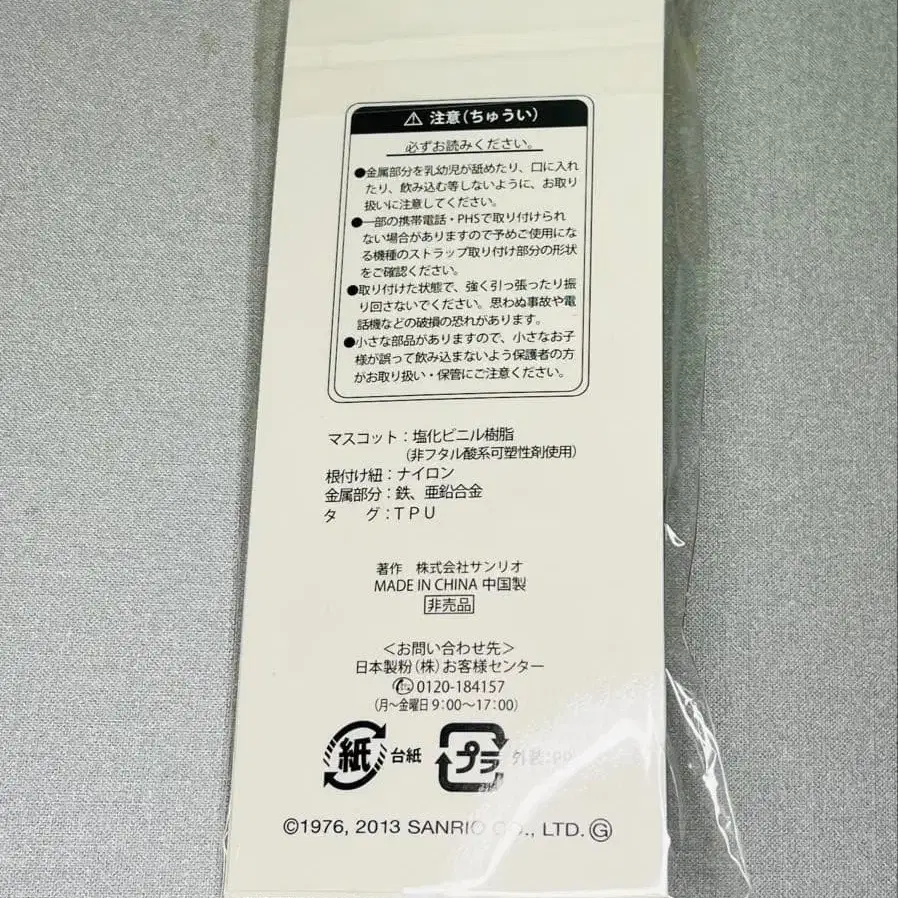 ⚠ 注意(ちゅうい)
必ずお読みください。
●金属部分を乳幼児が舐めたり、口に入れ
たり、飲み込む等しないように、お取り
扱いに注意してください。
●一部の携帯電話・PHSで取り付けられ
ない場合がありますので予めご使用にな
る機種のストラップ取り付け部分の形状
をご確認ください。
●取り付けた状態で、強く引っ張ったり振
り回さないでください。思わぬ事故や電
話機などの破損の恐れがあります。
●小さな部品がありますので、小さなお子
様が誤って飲み込まないよう保護者の方
がお取り扱い・保管にご注意ください。
マスコット:塩化ビニル樹脂
(非フタル酸系可塑性剤使用)
根付け紐:ナイロン
金属部分:鉄、亜鉛合金
タ グ:TPU
著作 株式会社サンリオ
MADE IN CHINA 中国製
非売品
<お問い合わせ先>
日本製粉(株)お客様センター
0120-184157
(月〜金曜日9:00〜17:00)
紙 台紙 プラ 外装:PP
©1976, 2013 SANRIO CO., LTD. Ⓖ